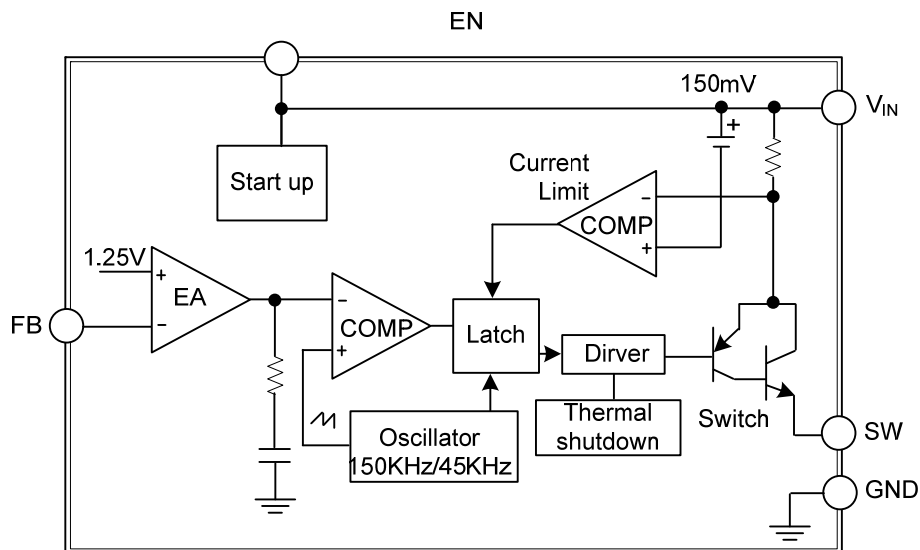 EN
150mV
+
VIN
Start up
Current
Limit
-
COMP
+
1.25V
+
EA
-
FB
-
COMP
+
Latch
Dirver
Switch
Thermal
shutdown
Oscillator
150KHz/45KHz
SW
GND